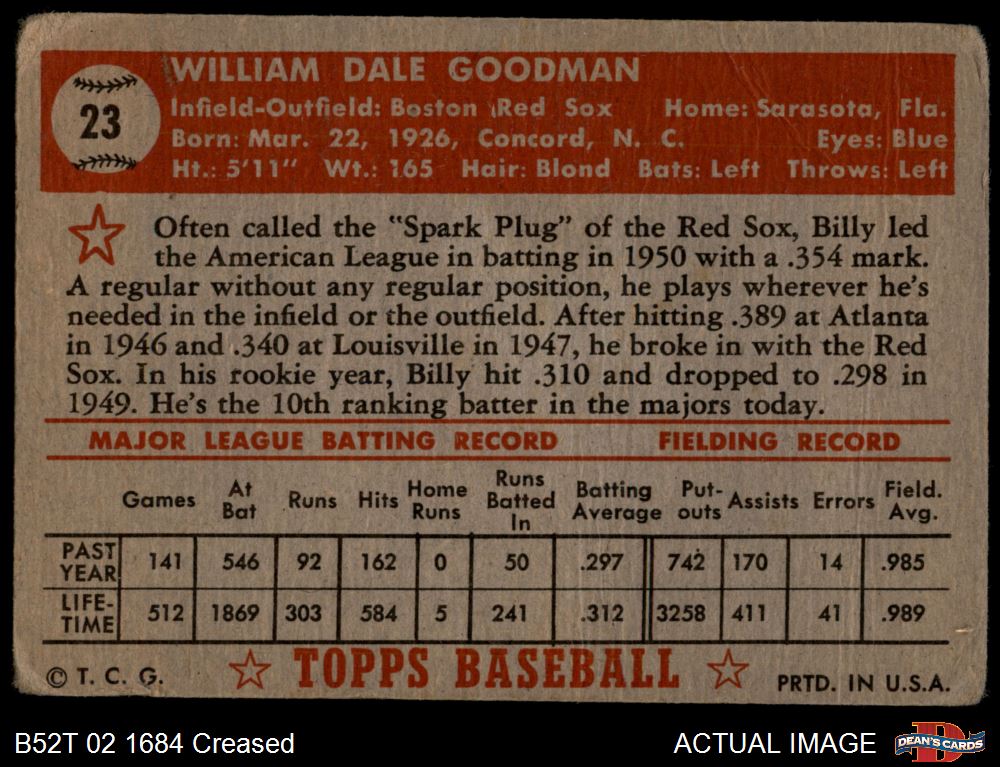 23
WILLIAM DALE GOODMAN
Infield-Outfield: Boston Red Sox Home: Sarasota, Fla.
Born: Mar. 22, 1926, Concord, N. C. Eyes: Blue
Ht.: 5'11" Wt.: 165 Hair: Blond Bats: Left Throws: Left
Often called the "Spark Plug" of the Red Sox, Billy led
the American League in batting in 1950 with a .354 mark.
A regular without any regular position, he plays wherever he's
needed in the infield or the outfield. After hitting .389 at Atlanta
in 1946 and .340 at Louisville in 1947, he broke in with the Red
Sox. In his rookie year, Billy hit .310 and dropped to .298 in
1949. He's the 10th ranking batter in the majors today.
MAJOR LEAGUE BATTING RECORD FIELDING RECORD
Games At Bat Runs Hits Home Runs Runs Batted In Batting Average Put-outs Assists Errors Field. Avg.
PAST YEAR 141 546 92 162 0 50 .297 742 170 14 .985
LIFE-TIME 512 1869 303 584 5 241 .312 3258 411 41 .989
© T. C. G. TOPPS BASEBALL PRTD. IN U.S.A.
B52T 02 1684 Creased ACTUAL IMAGE DEAN'S CARDS